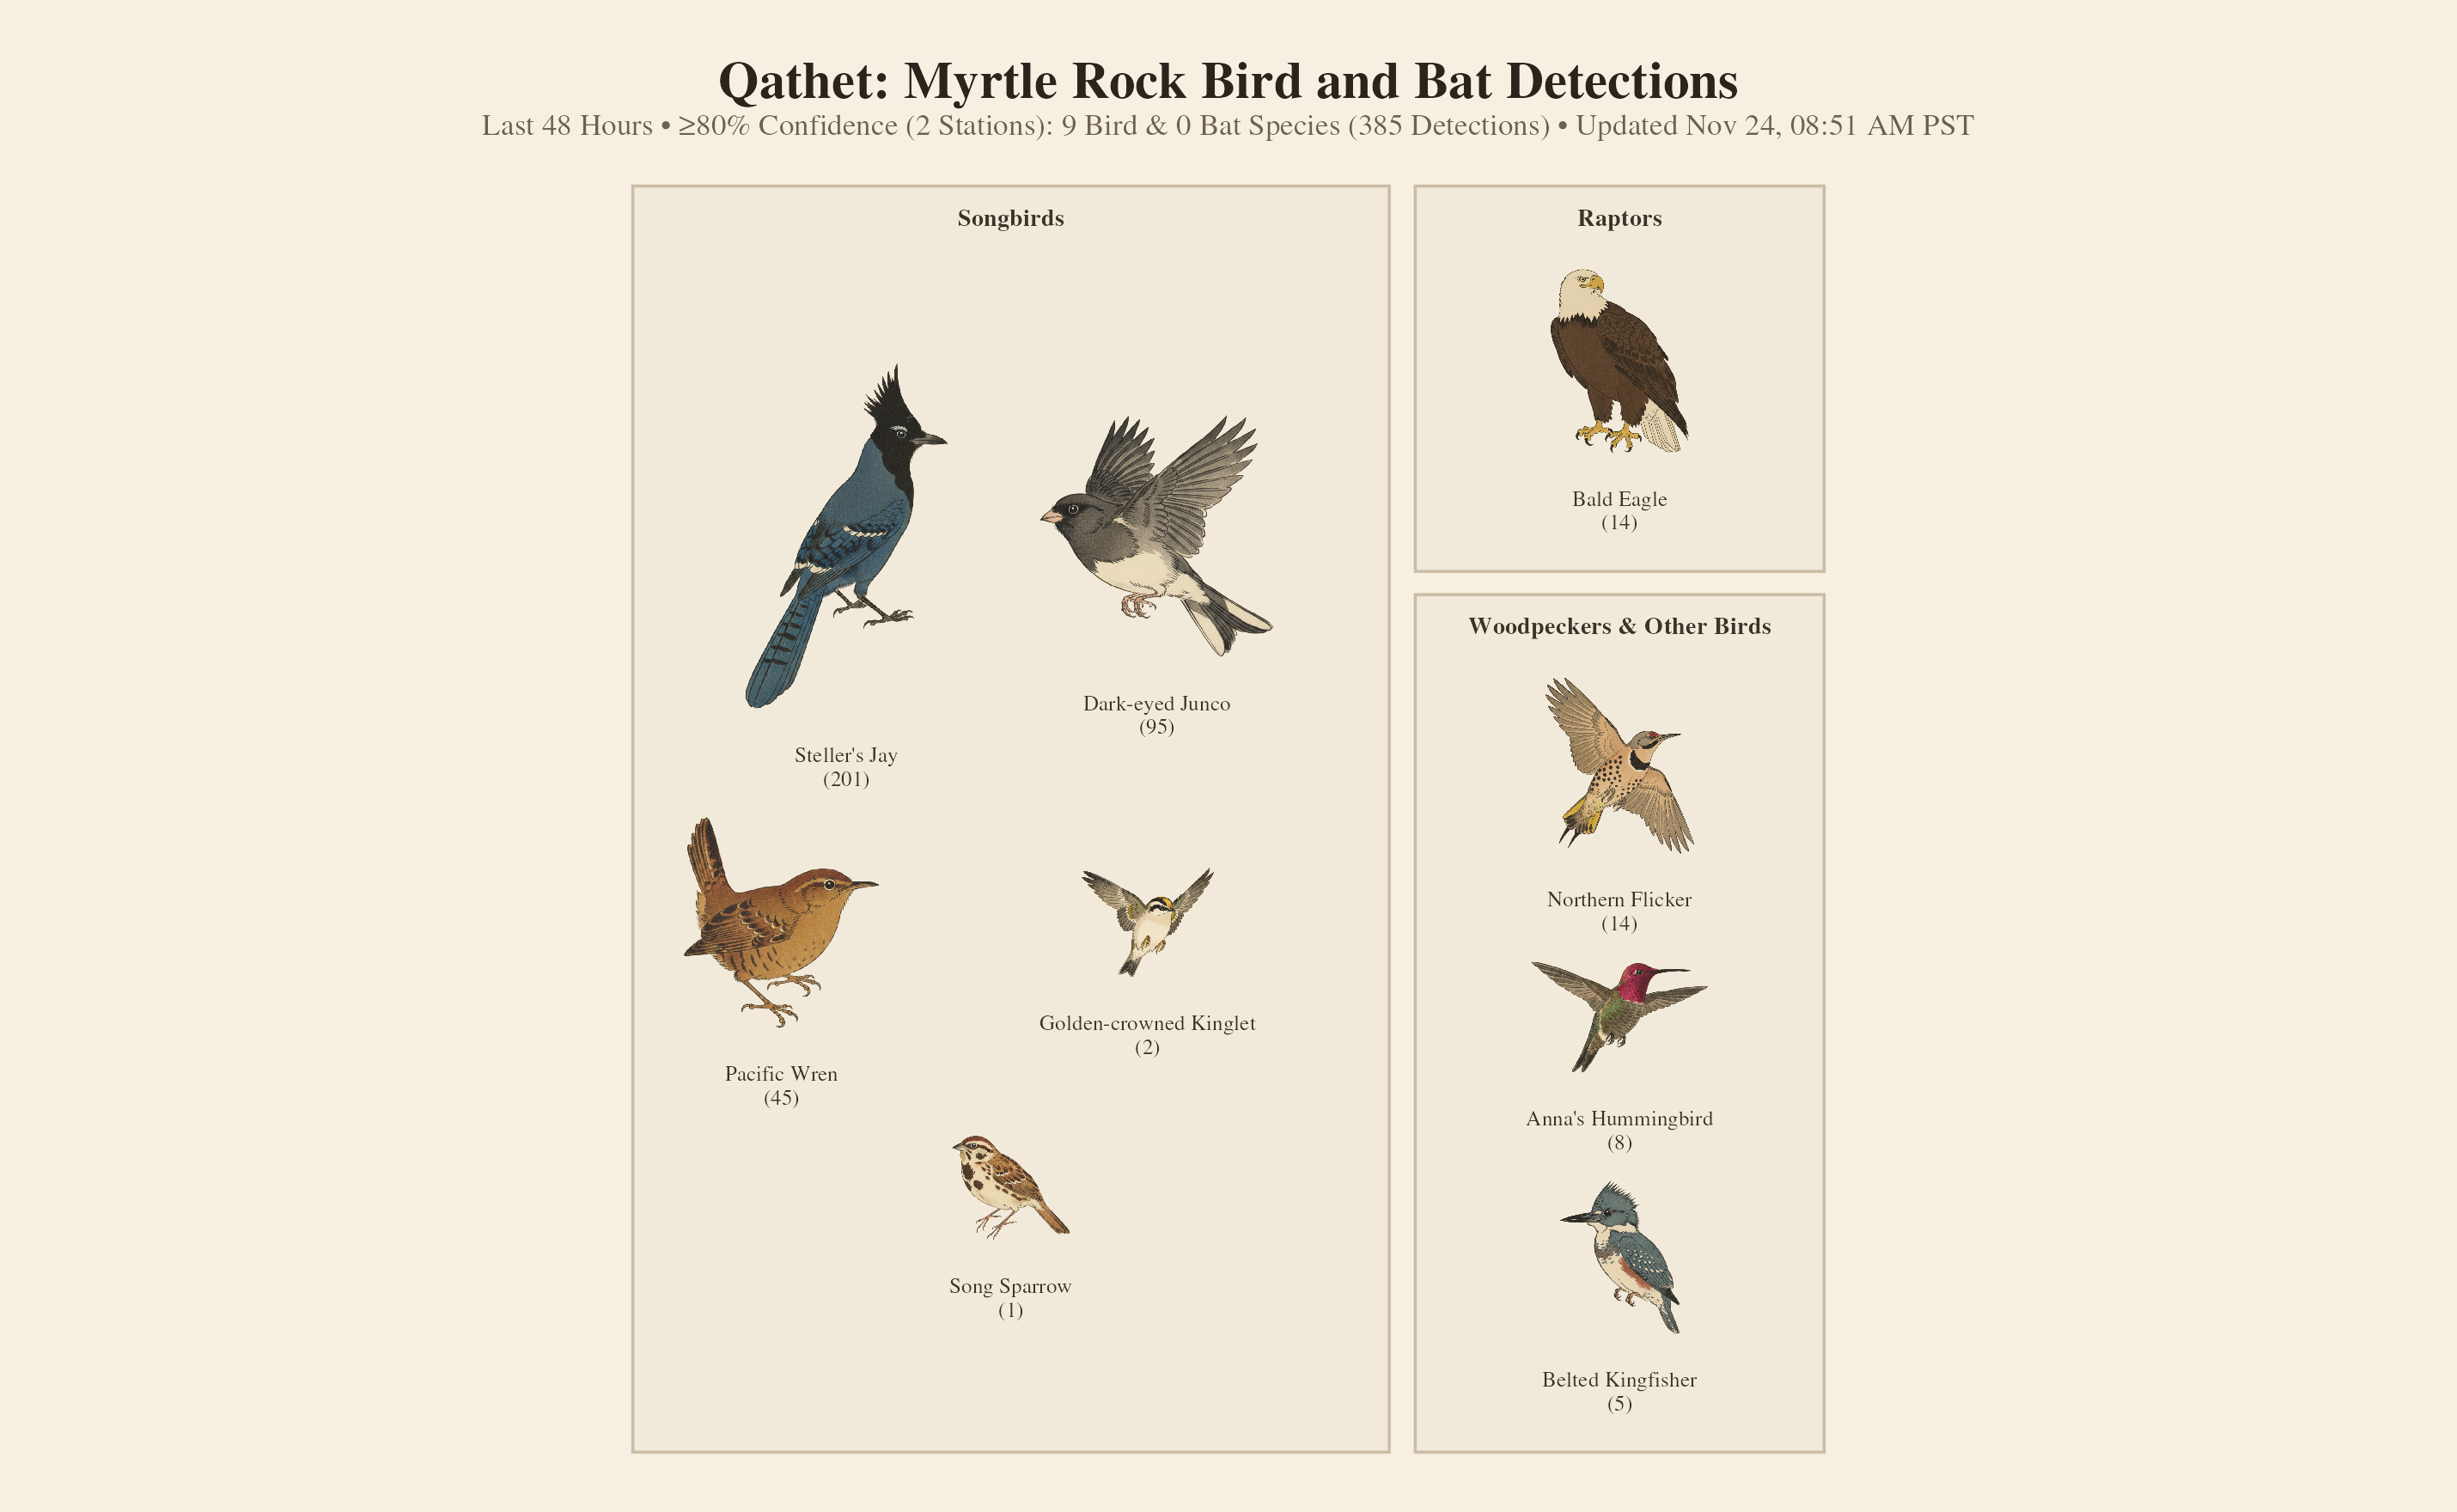 Qathet: Myrtle Rock Bird and Bat Detections
Last 48 Hours • ≥80% Confidence (2 Stations): 9 Bird & 0 Bat Species (385 Detections) • Updated Nov 24, 08:51 AM PST
Songbirds
Steller's Jay
(201)
Dark-eyed Junco
(95)
Pacific Wren
(45)
Golden-crowned Kinglet
(2)
Song Sparrow
(1)
Raptors
Bald Eagle
(14)
Woodpeckers & Other Birds
Northern Flicker
(14)
Anna's Hummingbird
(8)
Belted Kingfisher
(5)